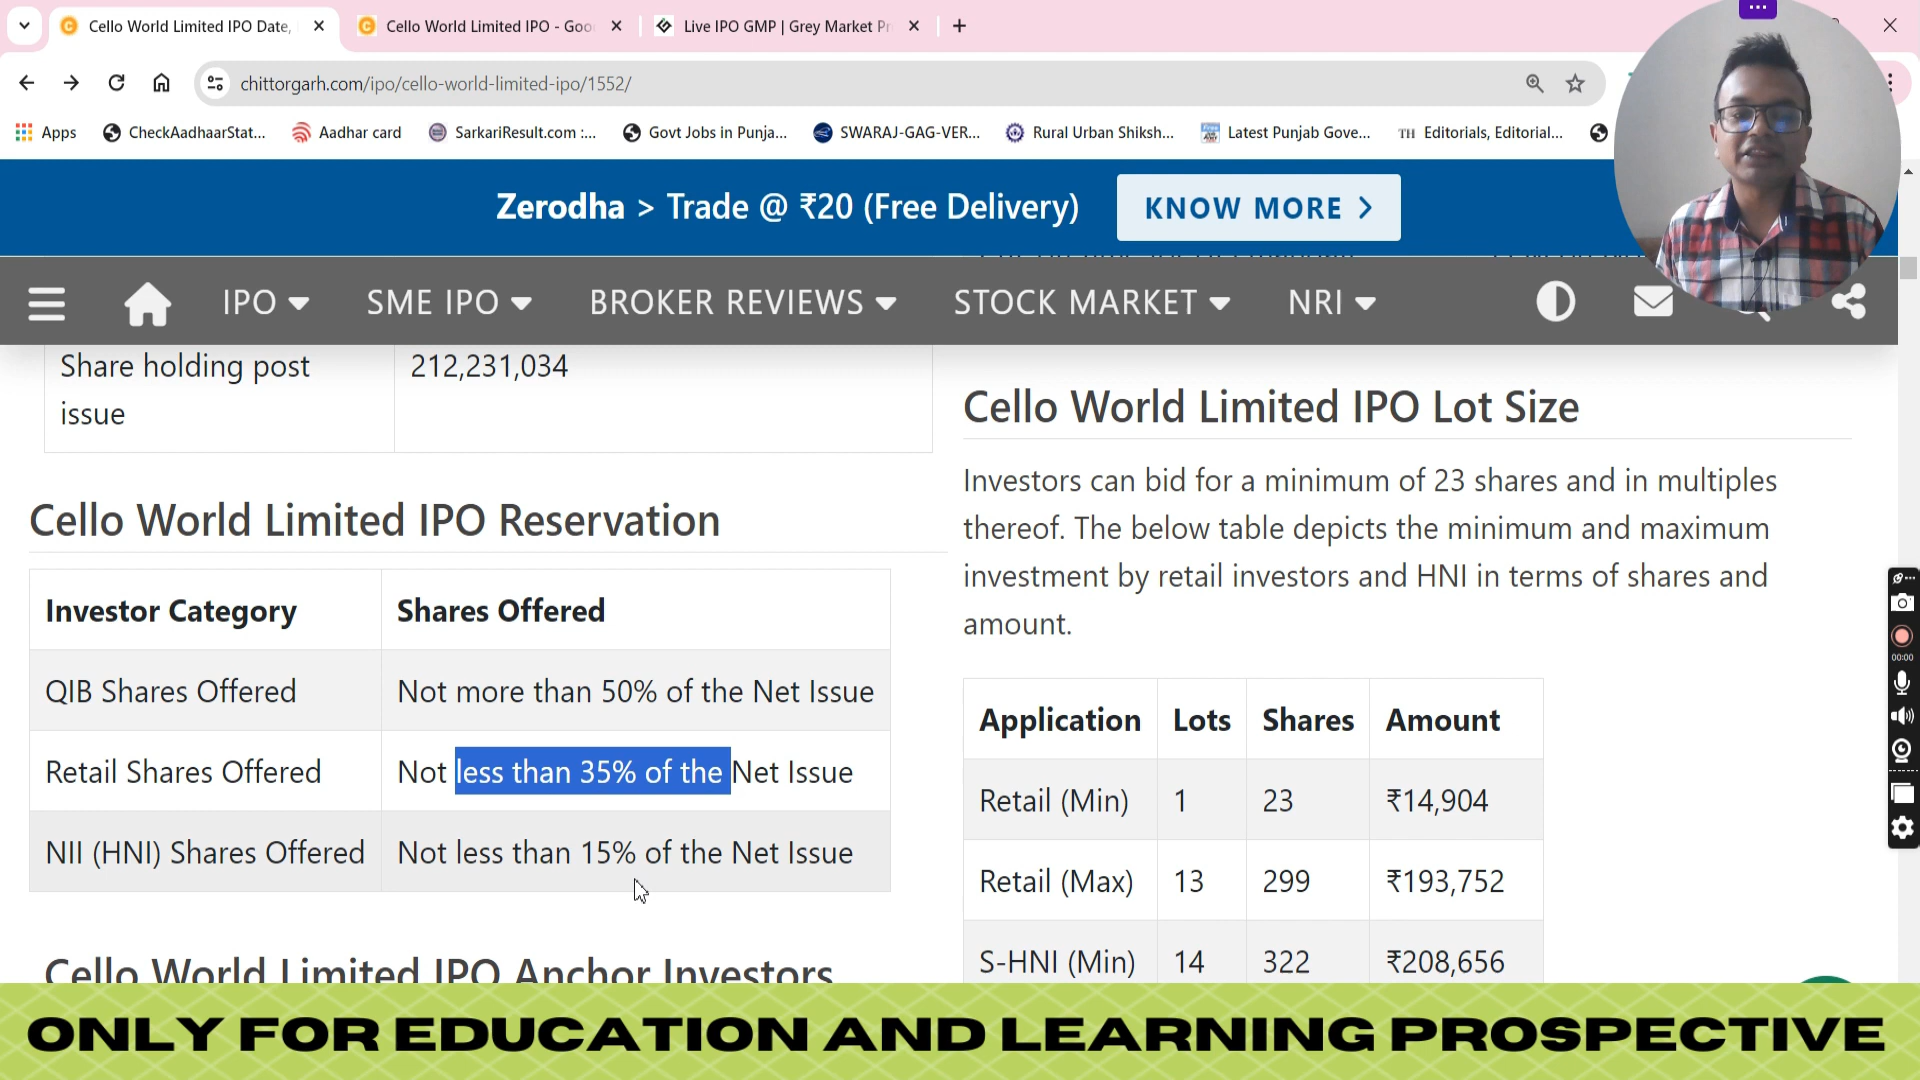 Cello World Limited IPO Date,
Cello World Limited IPO - Goo
Live IPO GMP | Grey Market Pr
chittorgarh.com/ipo/cello-world-limited-ipo/1552/
Apps
CheckAadhaarStat...
Aadhar card
SarkariResult.com :...
Govt Jobs in Punja...
SWARAJ-GAG-VER...
Rural Urban Shiksh...
Latest Punjab Gove...
TH Editorials, Editorial...
Zerodha > Trade @ ₹20 (Free Delivery)
KNOW MORE >
IPO
SME IPO
BROKER REVIEWS
STOCK MARKET
NRI
Share holding post
issue
212,231,034
Cello World Limited IPO Reservation
Investor Category Shares Offered
QIB Shares Offered Not more than 50% of the Net Issue
Retail Shares Offered Not less than 35% of the Net Issue
NII (HNI) Shares Offered Not less than 15% of the Net Issue
Cello World Limited IPO Anchor Investors
Cello World Limited IPO Lot Size
Investors can bid for a minimum of 23 shares and in multiples
thereof. The below table depicts the minimum and maximum
investment by retail investors and HNI in terms of shares and
amount.
Application Lots Shares Amount
Retail (Min) 1 23 ₹14,904
Retail (Max) 13 299 ₹193,752
S-HNI (Min) 14 322 ₹208,656
00:00
ONLY FOR EDUCATION AND LEARNING PROSPECTIVE